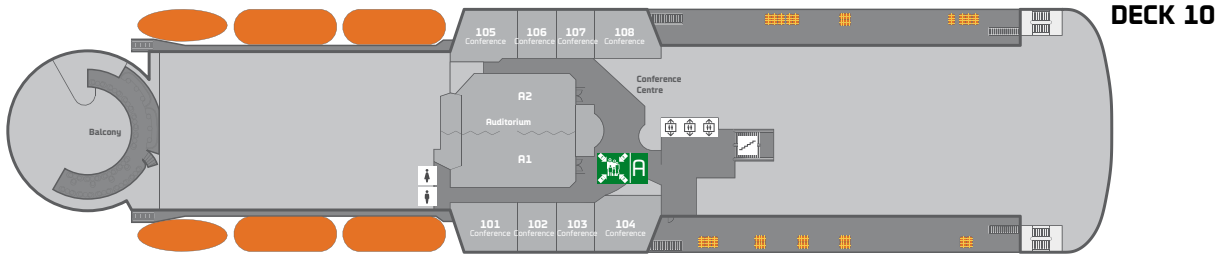 DECK 10
105
Conference
106
Conference
107
Conference
108
Conference
Conference
Centre
A2
Auditorium
A1
Balcony
A
101
Conference
102
Conference
103
Conference
104
Conference